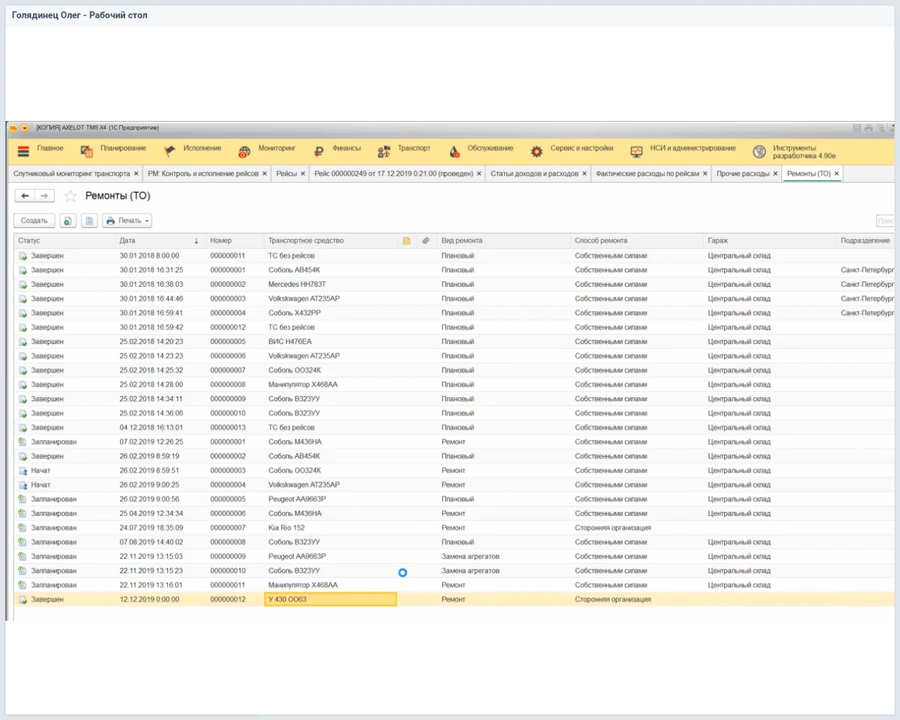 Голядинец Олег - Рабочий стол
[КОПИЯ] AXELOT TMS X4 (1С:Предприятие)
Главное Планирование Исполнение Мониторинг Финансы Транспорт Обслуживание Сервис и настройки НСИ и администрирование Инструменты разработчика 4.90e
Спутниковый мониторинг транспорта × РМ: Контроль и исполнение рейсов × Рейсы × Рейс 000000249 от 17.12.2019 0:21:00 (проведен) × Статьи доходов и расходов × Фактические расходы по рейсам × Прочие расходы × Ремонты (ТО) ×
Ремонты (ТО)
Создать Печать
Статус Дата ↓ Номер Транспортное средство Вид ремонта Способ ремонта Гараж Подразделение
Завершен 30.01.2018 8:00:00 000000011 ТС без рейсов Плановый Собственными силами Центральный склад
Завершен 30.01.2018 16:31:25 000000001 Соболь АВ454К Плановый Собственными силами Центральный склад Санкт-Петербург
Завершен 30.01.2018 16:38:03 000000002 Mercedes НН783Т Плановый Собственными силами Центральный склад Санкт-Петербург
Завершен 30.01.2018 16:44:46 000000003 Volkswagen АТ235АР Плановый Собственными силами Центральный склад Санкт-Петербург
Завершен 30.01.2018 16:59:41 000000004 Соболь Х432РР Плановый Собственными силами Центральный склад Санкт-Петербург
Завершен 30.01.2018 16:59:42 000000012 ТС без рейсов Плановый Собственными силами Центральный склад
Завершен 25.02.2018 14:20:23 000000005 ВИС Н476ЕА Плановый Собственными силами Центральный склад
Завершен 25.02.2018 14:23:23 000000006 Volkswagen АТ235АР Плановый Собственными силами Центральный склад
Завершен 25.02.2018 14:25:32 000000007 Соболь ОО324К Плановый Собственными силами Центральный склад
Завершен 25.02.2018 14:28:00 000000008 Манипулятор Х468АА Плановый Собственными силами Центральный склад
Завершен 25.02.2018 14:34:11 000000009 Соболь В323УУ Плановый Собственными силами Центральный склад
Завершен 25.02.2018 14:36:06 000000010 Соболь В323УУ Плановый Собственными силами Центральный склад
Завершен 04.12.2018 16:13:01 000000013 ТС без рейсов Плановый Собственными силами Центральный склад
Запланирован 07.02.2019 12:26:25 000000001 Соболь М436НА Ремонт Собственными силами Центральный склад
Завершен 26.02.2019 8:59:19 000000002 Соболь АВ454К Плановый Собственными силами Центральный склад
Начат 26.02.2019 8:59:51 000000003 Соболь ОО324К Ремонт Собственными силами Центральный склад
Начат 26.02.2019 9:00:25 000000004 Volkswagen АТ235АР Ремонт Собственными силами Центральный склад
Запланирован 26.02.2019 9:00:56 000000005 Peugeot АА9663Р Плановый Собственными силами Центральный склад
Запланирован 25.04.2019 12:34:34 000000006 Соболь М436НА Ремонт Собственными силами Центральный склад
Запланирован 24.07.2019 18:35:09 000000007 Kia Rio 152 Ремонт Сторонняя организация
Запланирован 07.08.2019 14:40:02 000000008 Соболь В323УУ Плановый Собственными силами Центральный склад
Запланирован 22.11.2019 13:15:03 000000009 Peugeot АА9663Р Замена агрегатов Собственными силами Центральный склад
Запланирован 22.11.2019 13:15:23 000000010 Соболь В323УУ Замена агрегатов Собственными силами Центральный склад
Запланирован 22.11.2019 13:16:01 000000011 Манипулятор Х468АА Ремонт Собственными силами Центральный склад
Завершен 12.12.2019 0:00:00 000000012 У 430 ОО63 Ремонт Сторонняя организация